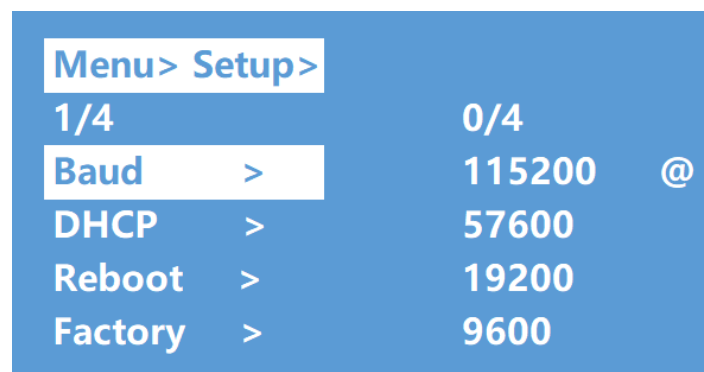 Menu> Setup>
1/4 0/4
Baud > 115200 @
DHCP > 57600
Reboot > 19200
Factory > 9600